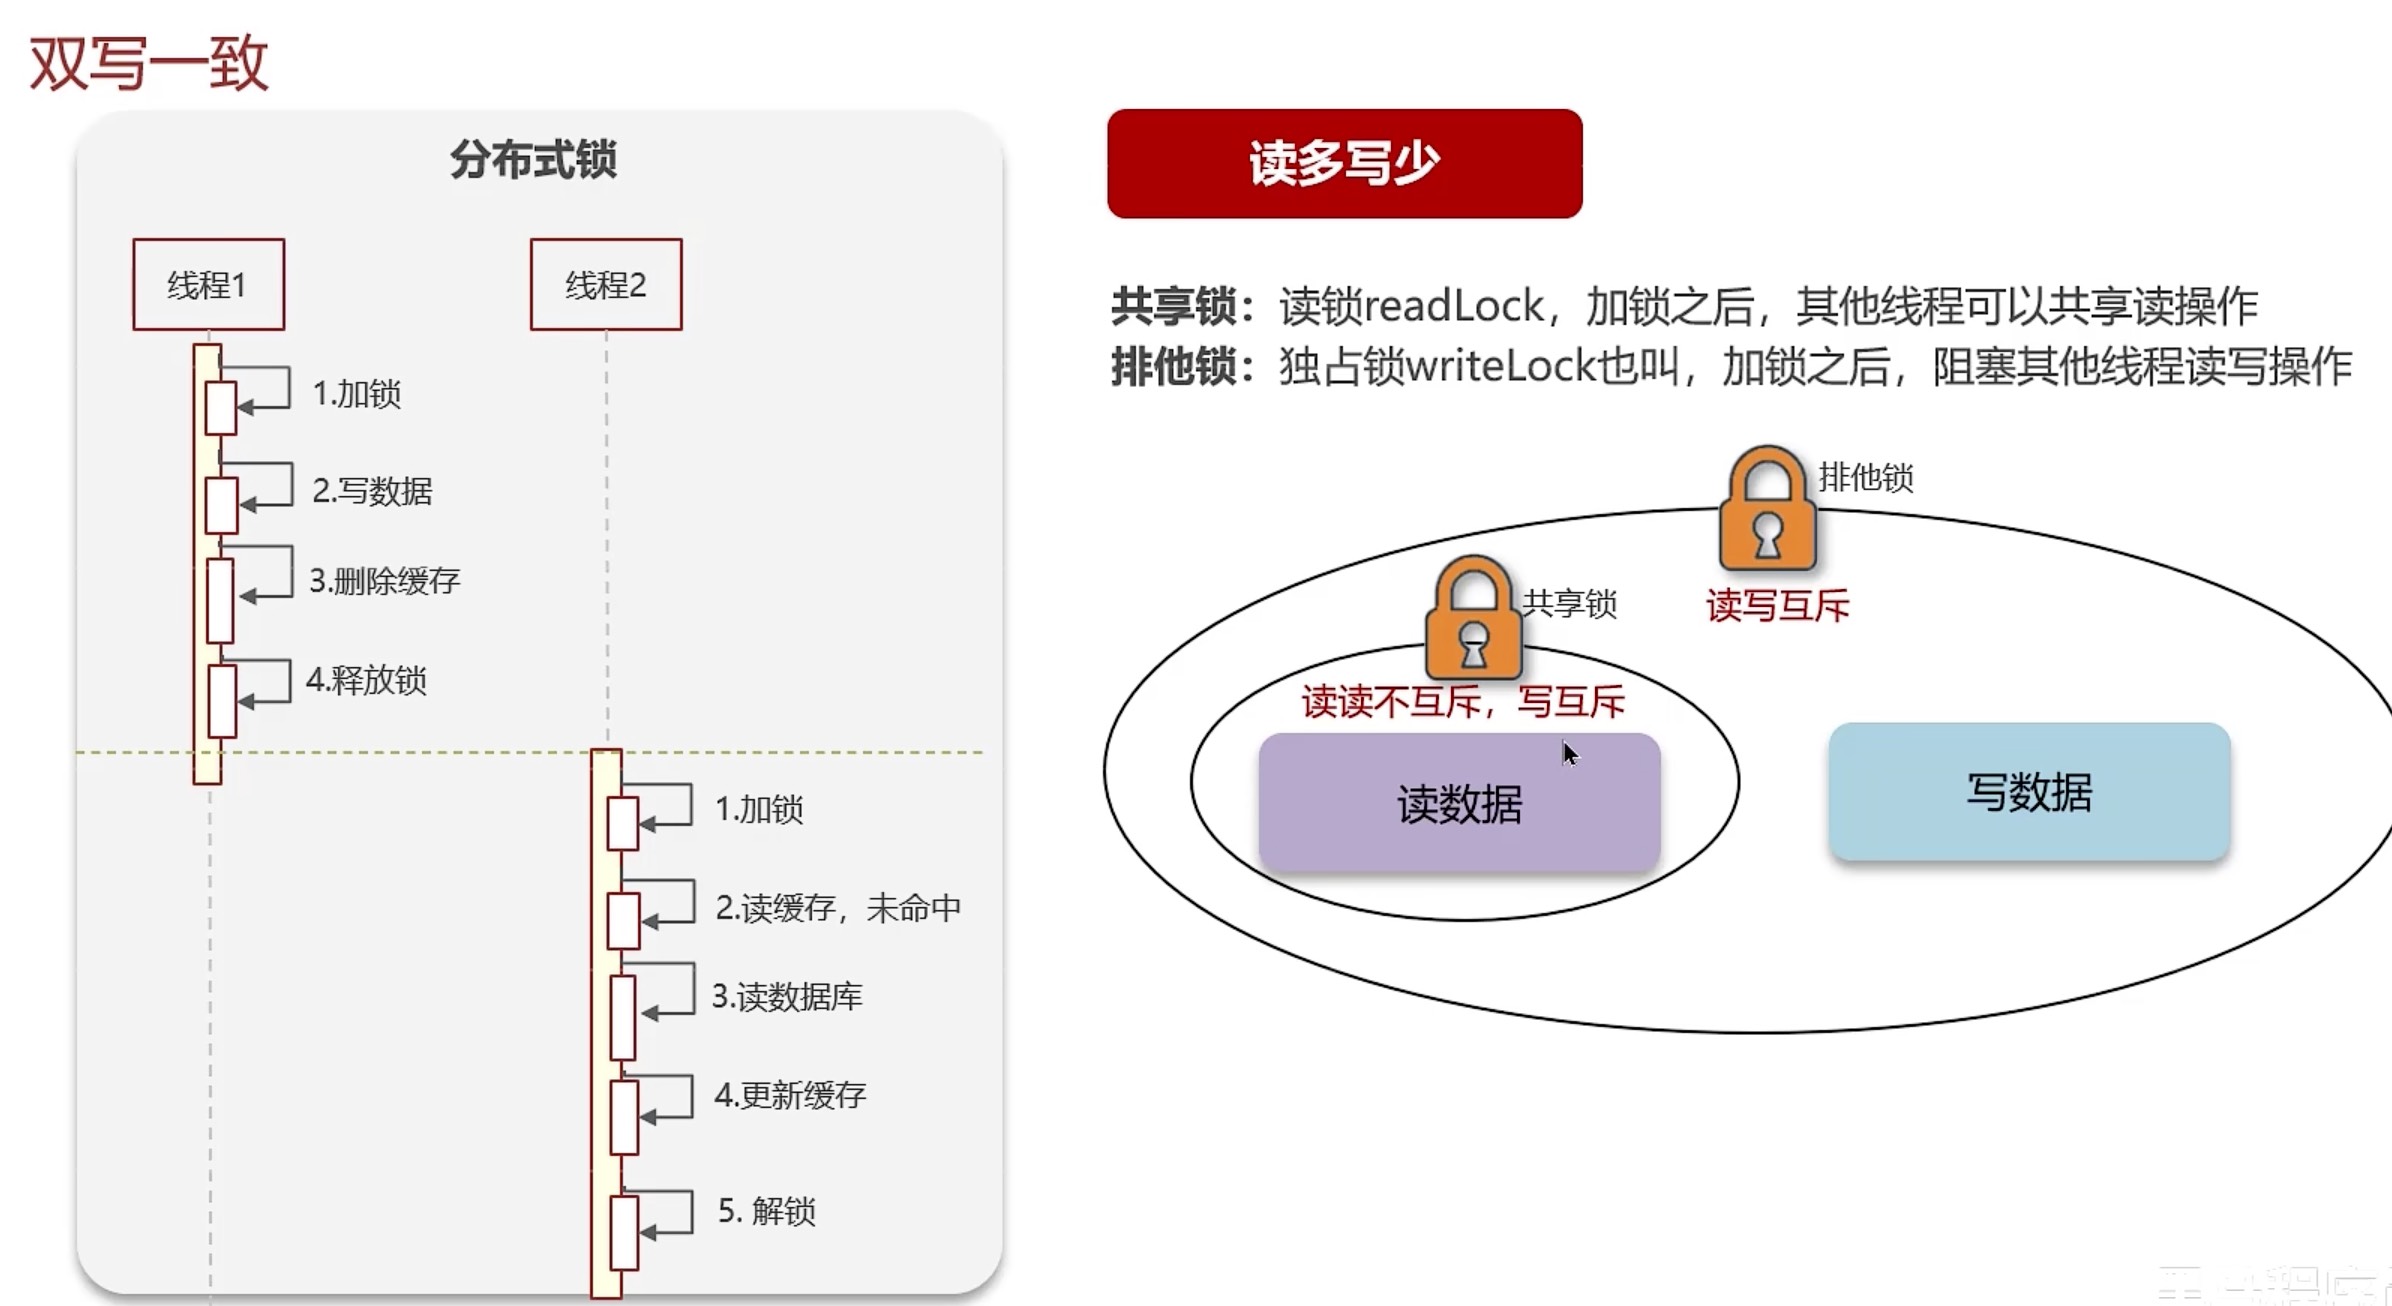 双写一致
分布式锁
线程1
线程2
1.加锁
2.写数据
3.删除缓存
4.释放锁
1.加锁
2.读缓存，未命中
3.读数据库
4.更新缓存
5. 解锁
读多写少
共享锁：读锁readLock，加锁之后，其他线程可以共享读操作
排他锁：独占锁writeLock也叫，加锁之后，阻塞其他线程读写操作
排他锁
读写互斥
共享锁
读读不互斥，写互斥
读数据
写数据